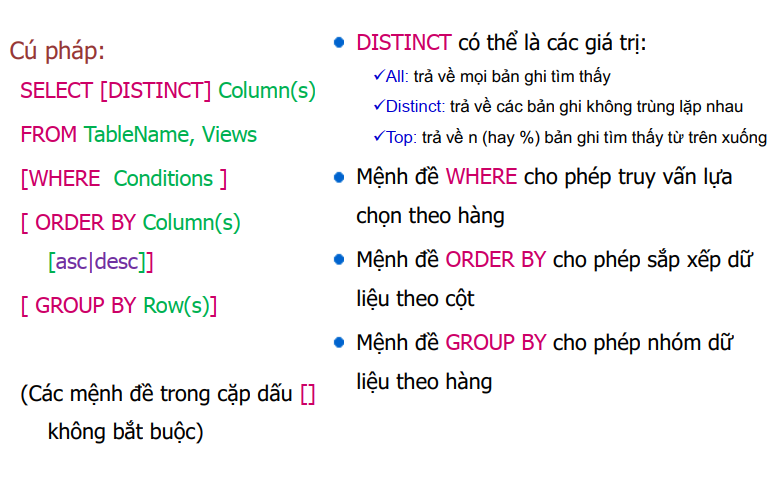 Cú pháp:
SELECT [DISTINCT] Column(s)
FROM TableName, Views
[WHERE Conditions ]
[ ORDER BY Column(s)
[asc|desc]]
[ GROUP BY Row(s)]
(Các mệnh đề trong cặp dấu []
không bắt buộc)
DISTINCT có thể là các giá trị:
✓All: trả về mọi bản ghi tìm thấy
✓Distinct: trả về các bản ghi không trùng lặp nhau
✓Top: trả về n (hay %) bản ghi tìm thấy từ trên xuống
Mệnh đề WHERE cho phép truy vấn lựa
chọn theo hàng
Mệnh đề ORDER BY cho phép sắp xếp dữ
liệu theo cột
Mệnh đề GROUP BY cho phép nhóm dữ
liệu theo hàng